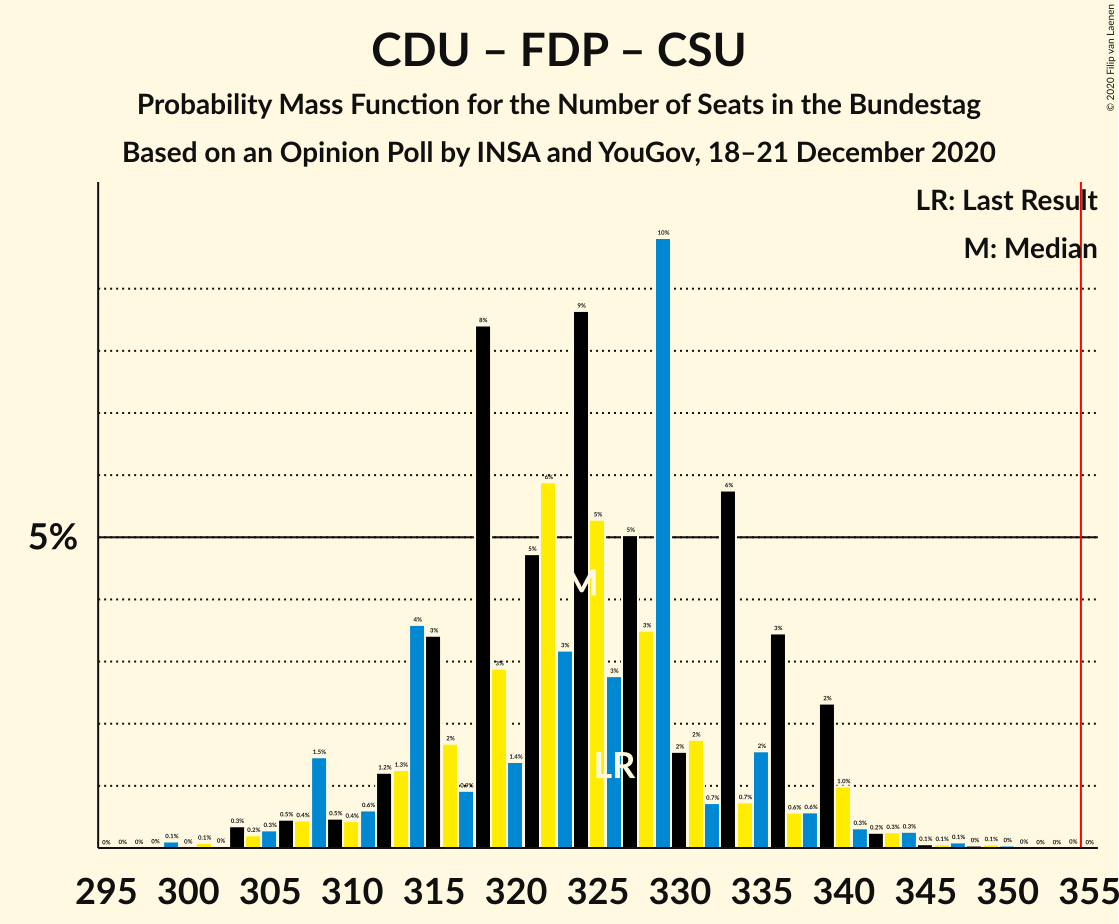 CDU – FDP – CSU
Probability Mass Function for the Number of Seats in the Bundestag
Based on an Opinion Poll by INSA and YouGov, 18–21 December 2020
© 2020 Filip van Laenen
LR: Last Result
M: Median
5%
0% 0% 0% 0% 0.1% 0% 0.1% 0% 0.3% 0.2% 0.3% 0.5% 0.4% 1.5% 0.5% 0.4% 0.6% 1.2% 1.3% 4% 3% 2% 0.9% 8% 3% 1.4% 5% 6% 3% 9% 5% 3% 5% 3% 10% 2% 2% 0.7% 6% 0.7% 2% 3% 0.6% 0.6% 2% 1.0% 0.3% 0.2% 0.3% 0.3% 0.1% 0.1% 0.1% 0% 0.1% 0% 0% 0% 0% 0% 0%
M
LR
295 300 305 310 315 320 325 330 335 340 345 350 355